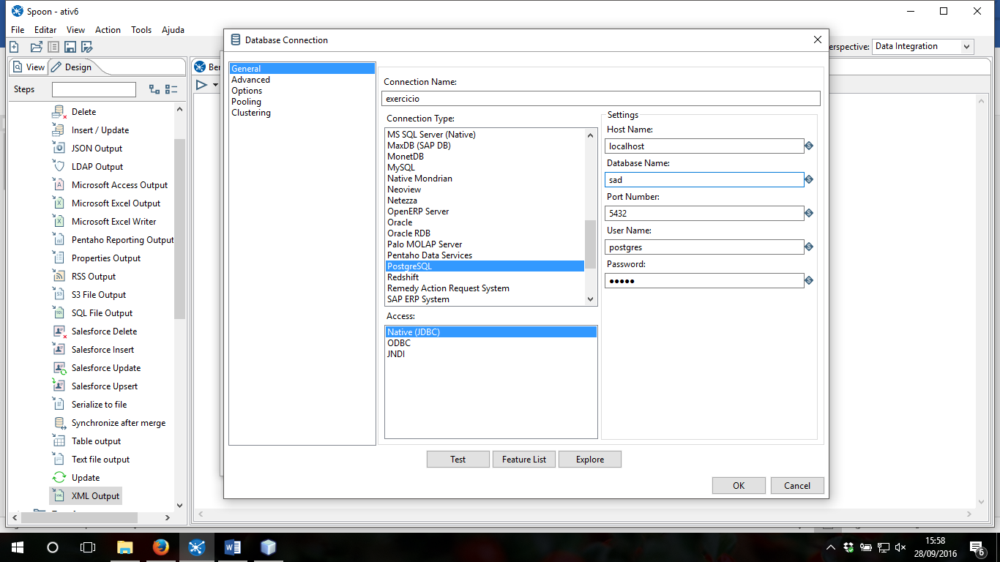 Spoon - ativ6
File Editar View Action Tools Ajuda
erspective: Data Integration
View Design
Steps
Delete
Insert / Update
JSON Output
LDAP Output
Microsoft Access Output
Microsoft Excel Output
Microsoft Excel Writer
Pentaho Reporting Output
Properties Output
RSS Output
S3 File Output
SQL File Output
Salesforce Delete
Salesforce Insert
Salesforce Update
Salesforce Upsert
Serialize to file
Synchronize after merge
Table output
Text file output
Update
XML Output
Ber
Database Connection
General
Advanced
Options
Pooling
Clustering
Connection Name:
exercicio
Connection Type:
MS SQL Server (Native)
MaxDB (SAP DB)
MonetDB
MySQL
Native Mondrian
Neoview
Netezza
OpenERP Server
Oracle
Oracle RDB
Palo MOLAP Server
Pentaho Data Services
PostgreSQL
Redshift
Remedy Action Request System
SAP ERP System
Access:
Native (JDBC)
ODBC
JNDI
Settings
Host Name:
localhost
Database Name:
sad
Port Number:
5432
User Name:
postgres
Password:
●●●●●
Test Feature List Explore
OK Cancel
15:58
28/09/2016
6